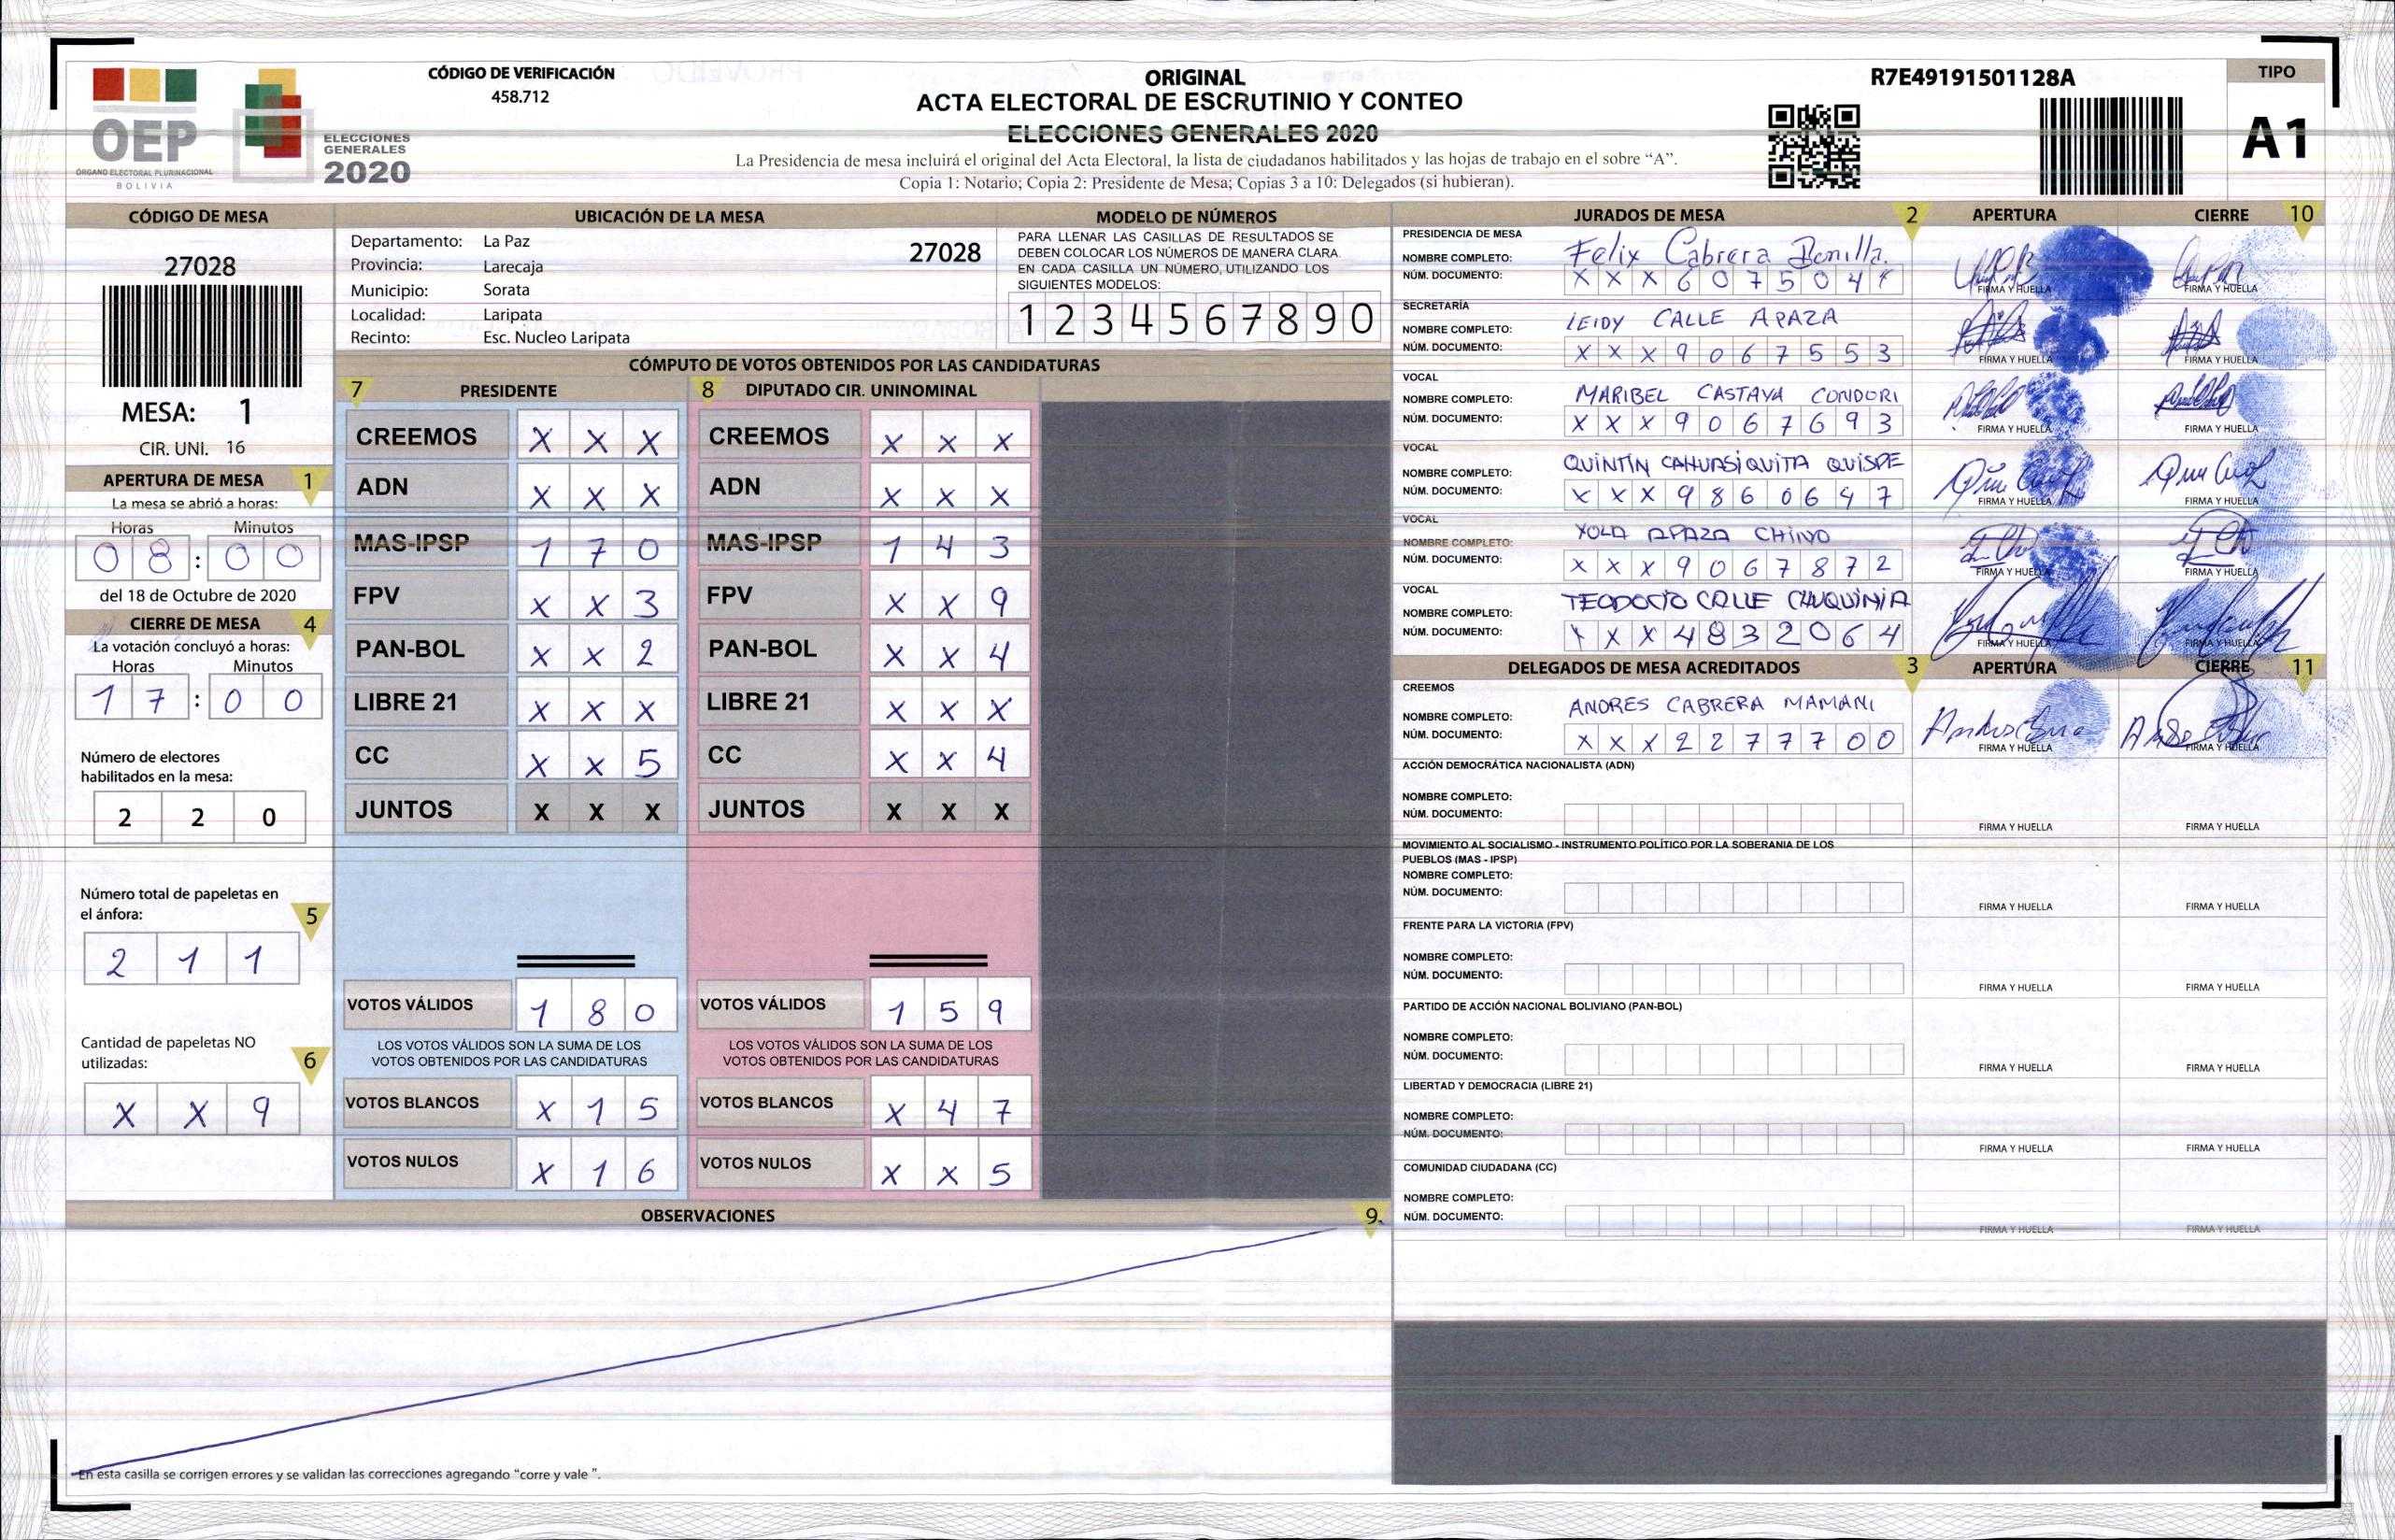 CÓDIGO DE VERIFICACIÓN
458.712
ORIGINAL
ACTA ELECTORAL DE ESCRUTINIO Y CONTEO
ELECCIONES GENERALES 2020
La Presidencia de mesa incluirá el original del Acta Electoral, la lista de ciudadanos habilitados y las hojas de trabajo en el sobre “A”.
Copia 1: Notario; Copia 2: Presidente de Mesa; Copias 3 a 10: Delegados (si hubieran).
R7E49191501128A
TIPO
A1
OEP
ÓRGANO ELECTORAL PLURINACIONAL
BOLIVIA
ELECCIONES
GENERALES
2020
CÓDIGO DE MESA
27028
MESA: 1
CIR. UNI. 16
APERTURA DE MESA 1
La mesa se abrió a horas:
Horas Minutos
0 8 : 0 0
del 18 de Octubre de 2020
CIERRE DE MESA 4
La votación concluyó a horas:
Horas Minutos
1 7 : 0 0
Número de electores
habilitados en la mesa:
2 2 0
Número total de papeletas en
el ánfora: 5
2 1 1
Cantidad de papeletas NO
utilizadas: 6
X X 9
UBICACIÓN DE LA MESA
Departamento: La Paz 27028
Provincia: Larecaja
Municipio: Sorata
Localidad: Laripata
Recinto: Esc. Nucleo Laripata
MODELO DE NÚMEROS
PARA LLENAR LAS CASILLAS DE RESULTADOS SE
DEBEN COLOCAR LOS NÚMEROS DE MANERA CLARA.
EN CADA CASILLA UN NÚMERO, UTILIZANDO LOS
SIGUIENTES MODELOS:
1 2 3 4 5 6 7 8 9 0
CÓMPUTO DE VOTOS OBTENIDOS POR LAS CANDIDATURAS
7 PRESIDENTE 8 DIPUTADO CIR. UNINOMINAL
CREEMOS X X X CREEMOS X X X
ADN X X X ADN X X X
MAS-IPSP 1 7 0 MAS-IPSP 1 4 3
FPV X X 3 FPV X X 9
PAN-BOL X X 2 PAN-BOL X X 4
LIBRE 21 X X X LIBRE 21 X X X
CC X X 5 CC X X 4
JUNTOS X X X JUNTOS X X X
VOTOS VÁLIDOS 1 8 0 VOTOS VÁLIDOS 1 5 9
LOS VOTOS VÁLIDOS SON LA SUMA DE LOS LOS VOTOS VÁLIDOS SON LA SUMA DE LOS
VOTOS OBTENIDOS POR LAS CANDIDATURAS VOTOS OBTENIDOS POR LAS CANDIDATURAS
VOTOS BLANCOS X 1 5 VOTOS BLANCOS X 4 7
VOTOS NULOS X 1 6 VOTOS NULOS X X 5
OBSERVACIONES 9
En esta casilla se corrigen errores y se validan las correcciones agregando “corre y vale ”.
JURADOS DE MESA 2 APERTURA CIERRE 10
PRESIDENCIA DE MESA
NOMBRE COMPLETO: Felix Cabrera Bonilla.
NÚM. DOCUMENTO: X X X 6 0 7 5 0 4
FIRMA Y HUELLA FIRMA Y HUELLA
SECRETARÍA
NOMBRE COMPLETO: LEIDY CALLE APAZA
NÚM. DOCUMENTO: X X X 9 0 6 7 5 5 3
FIRMA Y HUELLA FIRMA Y HUELLA
VOCAL
NOMBRE COMPLETO: MARIBEL CASTAYA CONDORI
NÚM. DOCUMENTO: X X X 9 0 6 7 6 9 3
FIRMA Y HUELLA FIRMA Y HUELLA
VOCAL
NOMBRE COMPLETO: QUINTIN CAHUASIQUITA QUISPE
NÚM. DOCUMENTO: X X X 9 8 6 0 6 4 7
FIRMA Y HUELLA FIRMA Y HUELLA
VOCAL
NOMBRE COMPLETO: YOLA APAZA CHINO
NÚM. DOCUMENTO: X X X 9 0 6 7 8 7 2
FIRMA Y HUELLA FIRMA Y HUELLA
VOCAL
NOMBRE COMPLETO: TEODOCIO CALLE CHUQUIMIA
NÚM. DOCUMENTO: X X X 4 8 3 2 0 6 4
FIRMA Y HUELLA FIRMA Y HUELLA
DELEGADOS DE MESA ACREDITADOS 3 APERTURA CIERRE 11
CREEMOS
NOMBRE COMPLETO: ANDRES CABRERA MAMANI
NÚM. DOCUMENTO: X X X 2 2 7 7 7 0 0
FIRMA Y HUELLA FIRMA Y HUELLA
ACCIÓN DEMOCRÁTICA NACIONALISTA (ADN)
NOMBRE COMPLETO:
NÚM. DOCUMENTO:
FIRMA Y HUELLA FIRMA Y HUELLA
MOVIMIENTO AL SOCIALISMO - INSTRUMENTO POLÍTICO POR LA SOBERANIA DE LOS
PUEBLOS (MAS - IPSP)
NOMBRE COMPLETO:
NÚM. DOCUMENTO:
FIRMA Y HUELLA FIRMA Y HUELLA
FRENTE PARA LA VICTORIA (FPV)
NOMBRE COMPLETO:
NÚM. DOCUMENTO:
FIRMA Y HUELLA FIRMA Y HUELLA
PARTIDO DE ACCIÓN NACIONAL BOLIVIANO (PAN-BOL)
NOMBRE COMPLETO:
NÚM. DOCUMENTO:
FIRMA Y HUELLA FIRMA Y HUELLA
LIBERTAD Y DEMOCRACIA (LIBRE 21)
NOMBRE COMPLETO:
NÚM. DOCUMENTO:
FIRMA Y HUELLA FIRMA Y HUELLA
COMUNIDAD CIUDADANA (CC)
NOMBRE COMPLETO:
NÚM. DOCUMENTO:
FIRMA Y HUELLA FIRMA Y HUELLA